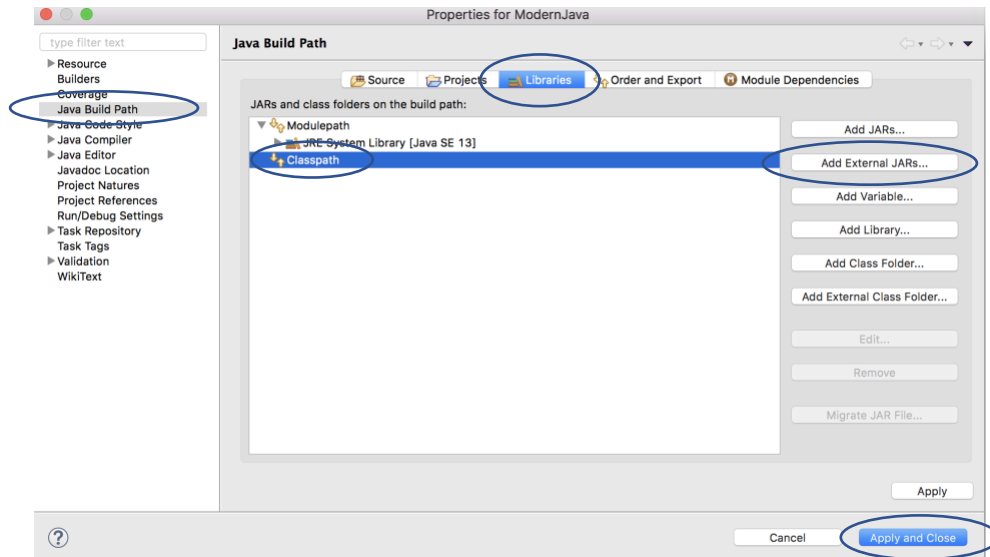 Properties for ModernJava
type filter text
Resource
Builders
Coverage
Java Build Path
Java Code Style
Java Compiler
Java Editor
Javadoc Location
Project Natures
Project References
Run/Debug Settings
Task Repository
Task Tags
Validation
WikiText
Java Build Path
Source Projects Libraries Order and Export Module Dependencies
JARs and class folders on the build path:
Modulepath
JRE System Library [Java SE 13]
Classpath
Add JARs...
Add External JARs...
Add Variable...
Add Library...
Add Class Folder...
Add External Class Folder...
Edit...
Remove
Migrate JAR File...
Apply
?
Cancel Apply and Close